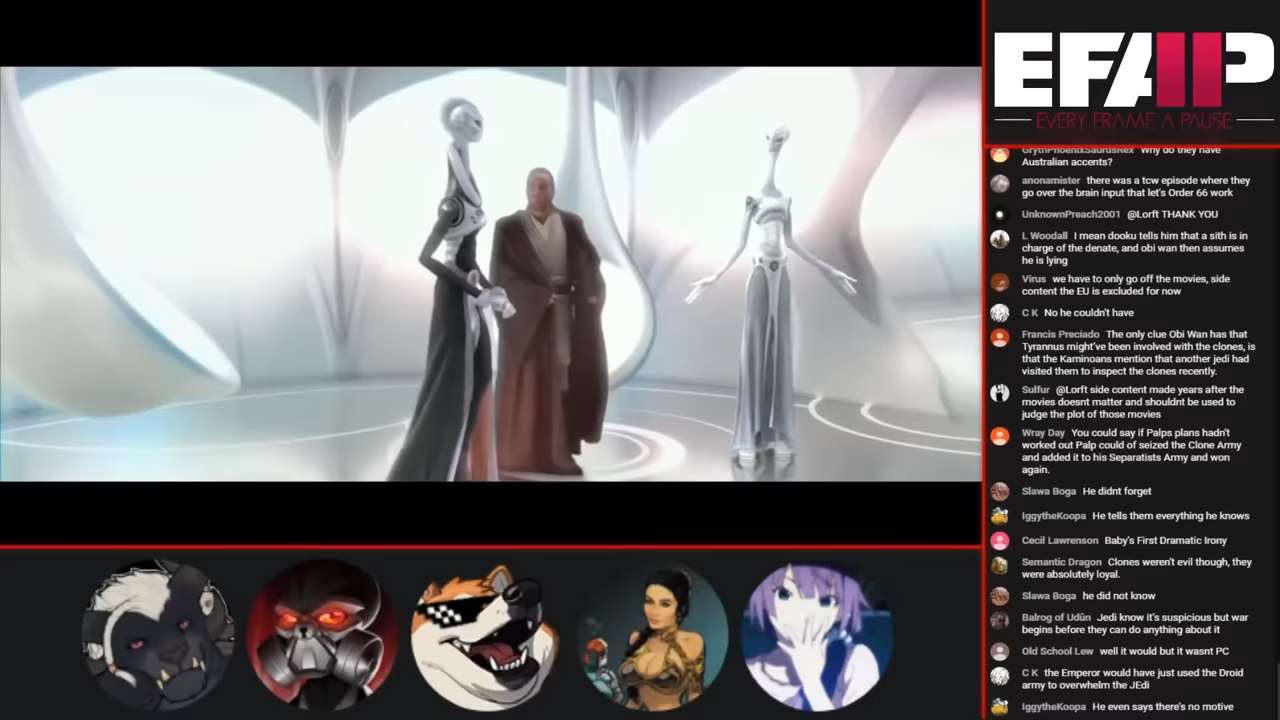 EFAP
EVERY FRAME A PAUSE
GrythPhoenixSaurusRex Why do they have
Australian accents?
anonamister there was a tcw episode where they
go over the brain input that let's Order 66 work
UnknownPreach2001 @Lorft THANK YOU
L Woodall I mean dooku tells him that a sith is in
charge of the denate, and obi wan then assumes
he is lying
Virus we have to only go off the movies, side
content the EU is excluded for now
C K No he couldn't have
Francis Preciado The only clue Obi Wan has that
Tyrannus might've been involved with the clones, is
that the Kaminoans mention that another jedi had
visited them to inspect the clones recently.
Sulfur @Lorft side content made years after the
movies doesnt matter and shouldnt be used to
judge the plot of those movies
Wray Day You could say if Palps plans hadn't
worked out Palp could of seized the Clone Army
and added it to his Separatists Army and won
again.
Slawa Boga He didnt forget
IggytheKoopa He tells them everything he knows
Cecil Lawrenson Baby's First Dramatic Irony
Semantic Dragon Clones weren't evil though, they
were absolutely loyal.
Slawa Boga he did not know
Balrog of Udûn Jedi know it's suspicious but war
begins before they can do anything about it
Old School Lew well it would but it wasnt PC
C K the Emperor would have just used the Droid
army to overwhelm the JEdi
IggytheKoopa He even says there's no motive